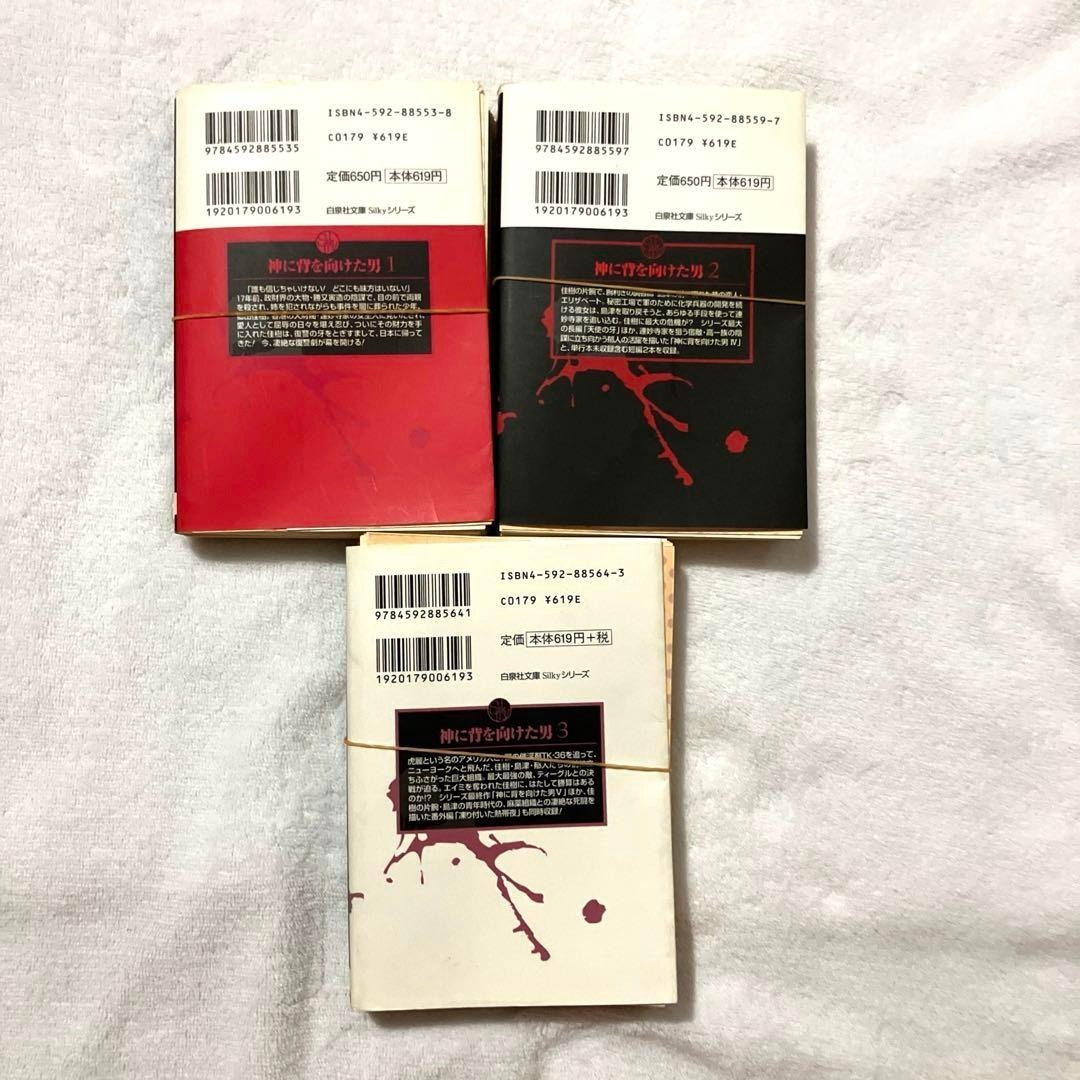 ISBN4-592-88553-8
9784592885535
C0179 ¥619E
定価650円 本体619円
1920179006193
白泉社文庫 Silkyシリーズ
神に背を向けた男 1
「誰も信じちゃいけない! どこにも味方はいない!」
17年前、政財界の大物・勝又寅造の陰謀で、目の前で両親
を殺され、姉を犯されながらも事件を闇に葬られた少年、
愛人として屈辱の日々を堪え忍び、ついにその財力を手
に入れた佳樹は、復讐の牙をとぎすまして、日本に帰って
きた! 今、凄絶な復讐劇が幕を開ける!
ISBN4-592-88559-7
9784592885597
C0179 ¥619E
定価650円 本体619円
1920179006193
白泉社文庫 Silkyシリーズ
神に背を向けた男 2
佳樹の片腕で、
エリザベート。秘密工場で軍のために化学兵器の開発を続
ける彼女は、島津を取り戻そうと、あらゆる手段を使って連
妙寺家を追い込む。佳樹に最大の危機が? シリーズ最大
の長編「天使の牙」ほか、連妙寺家を狙う宿敵・高一族の陰
謀に立ち向かう郁人の活躍を描いた「神に背を向けた男 Ⅳ」
と、単行本未収録含む短編2本を収録。
ISBN4-592-88564-3
9784592885641
C0179 ¥619E
定価 本体619円+税
1920179006193
白泉社文庫 Silkyシリーズ
神に背を向けた男 3
虎麗という名のアメリカ人と、 TK-36を追って、
ニューヨークへと飛んだ、佳樹・島津・郁人たちの
ちふさがった巨大組織。最大最強の敵、ティーグルとの決
戦が迫る。エイミを奪われた佳樹に、はたして勝算はある
のか!? シリーズ最終作「神に背を向けた男Ⅴ」ほか、佳
樹の片腕・島津の青年時代の、麻薬組織との凄絶な死闘を
描いた番外編「凍り付いた熱帯夜」も同時収録!